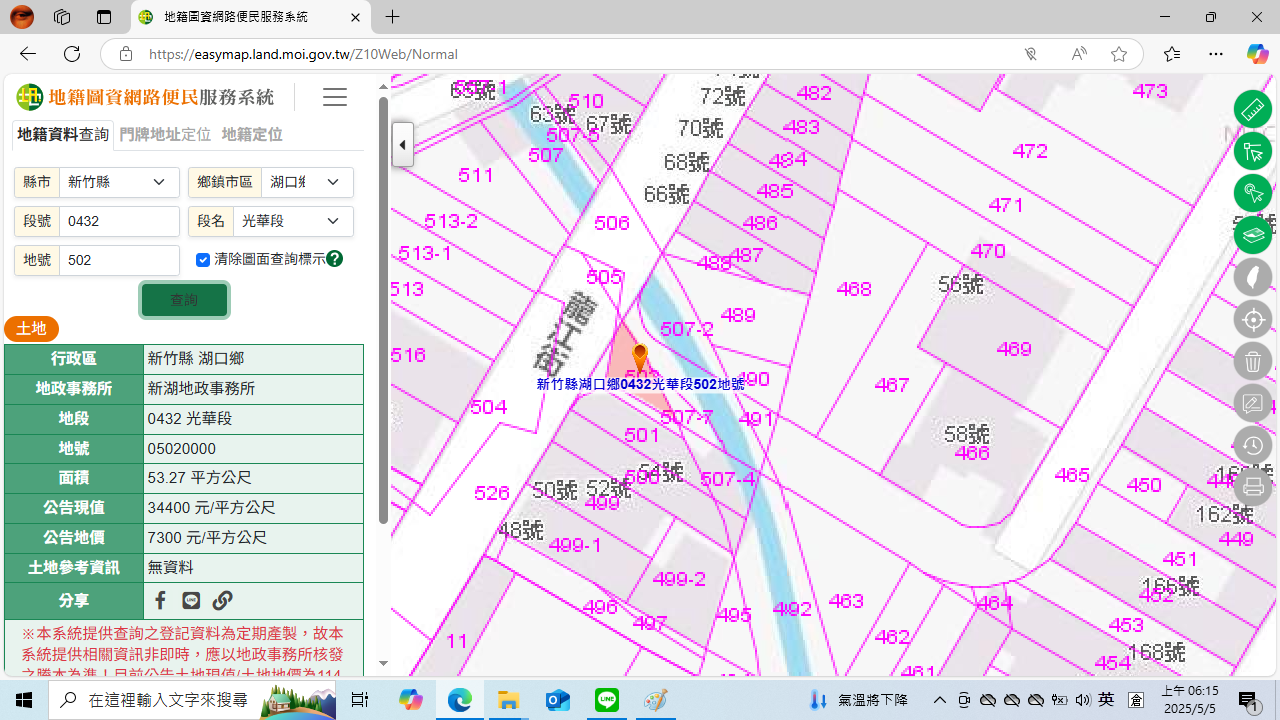 地籍圖資網路便民服務系統
https://easymap.land.moi.gov.tw/Z10Web/Normal
地籍圖資網路便民服務系統
地籍資料查詢 門牌地址定位 地籍定位
縣市 新竹縣 鄉鎮市區 湖口
段號 0432 段名 光華段
地號 502 清除圖面查詢標示?
查詢
土地
行政區 新竹縣 湖口鄉
地政事務所 新湖地政事務所
地段 0432 光華段
地號 05020000
面積 53.27 平方公尺
公告現值 34400 元/平方公尺
公告地價 7300 元/平方公尺
土地參考資訊 無資料
分享
※本系統提供查詢之登記資料為定期產製，故本
系統提供相關資訊非即時，應以地政事務所核發
之謄本為準！目前公告土地現值/土地地價為114
510
63號
67號
507-5
507
511
513-2
513-1
513
516
72號
70號
68號
66號
506
505
龍江街
482
483
484
485
486
487
488
489
507-2
新竹縣湖口鄉0432光華段502地號
490
491
504
507-7
501
54號
500
507-4
526
50號
52號
499
48號
499-1
499-2
496
497
495
492
463
462
461
11
473
472
471
470
56號
468
469
467
58號
466
465
450
162號
449
451
166號
452
464
453
168號
454
在這裡輸入文字來搜尋
氣溫將下降
英
上午 06:15
2025/5/5
1